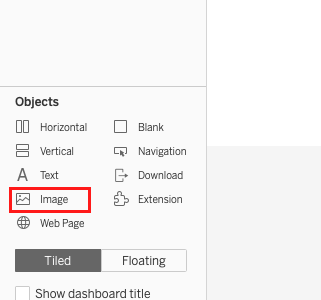 Objects
Horizontal
Blank
Vertical
Navigation
A Text
Download
Image
Extension
Web Page
Tiled
Floating
Show dashboard title